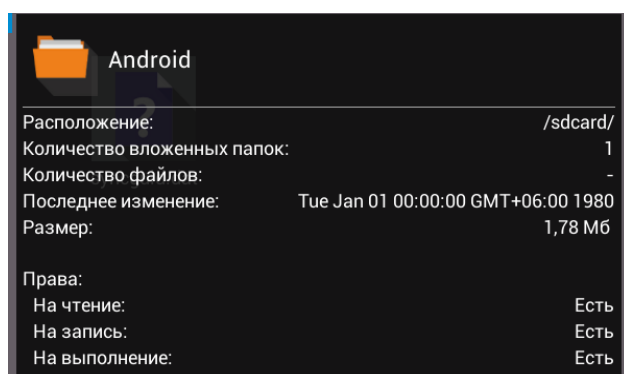 Android
Расположение: /sdcard/
Количество вложенных папок: 1
Количество файлов: -
Последнее изменение: Tue Jan 01 00:00:00 GMT+06:00 1980
Размер: 1,78 Мб
Права:
На чтение: Есть
На запись: Есть
На выполнение: Есть